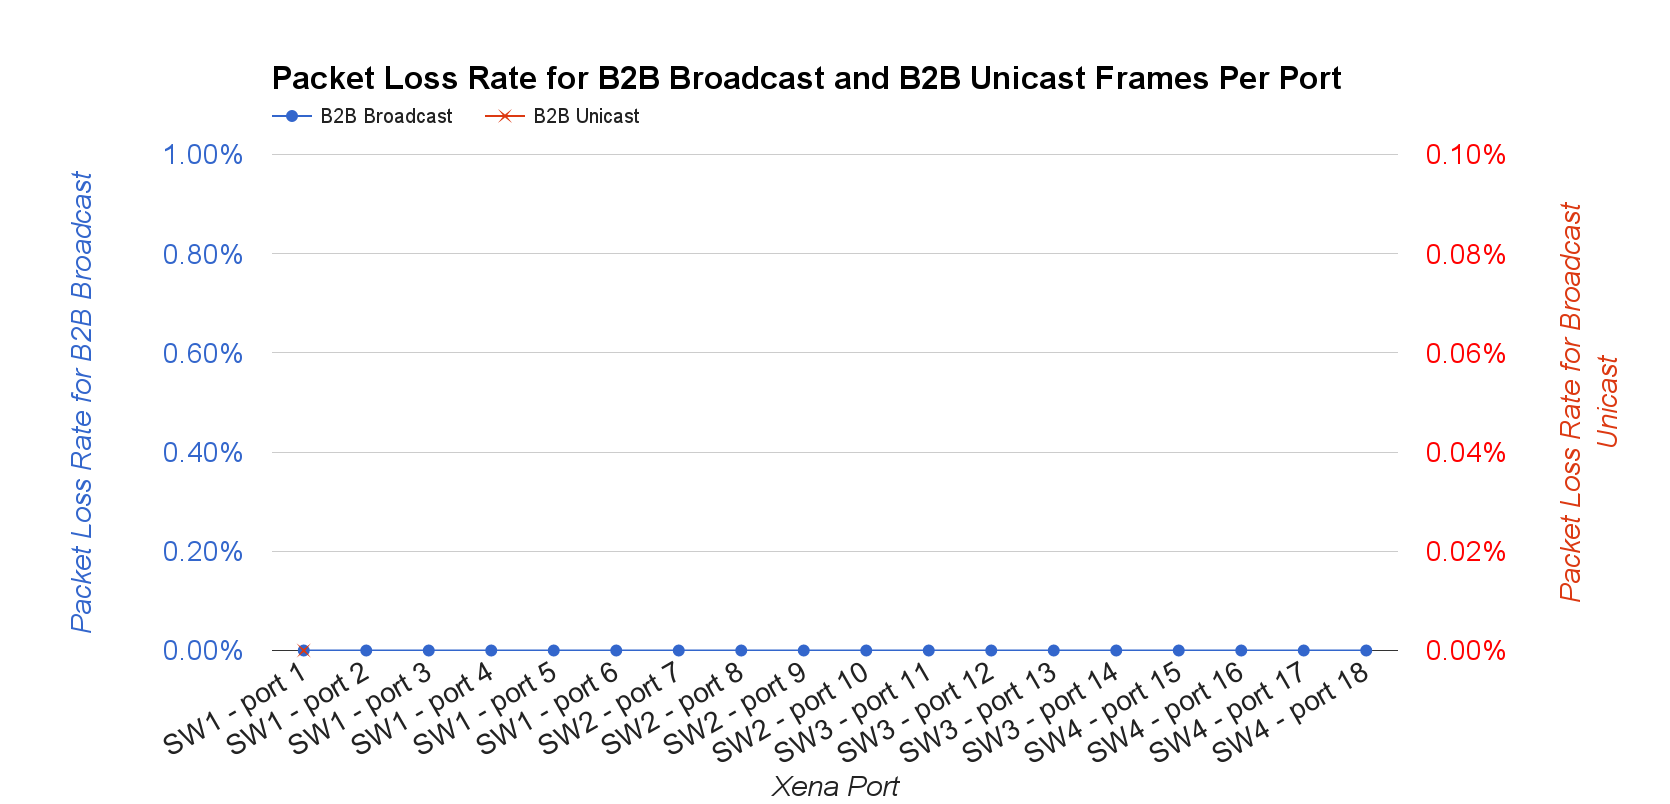 Packet Loss Rate for B2B Broadcast and B2B Unicast Frames Per Port
B2B Broadcast
B2B Unicast
Packet Loss Rate for B2B Broadcast
1.00%
0.80%
0.60%
0.40%
0.20%
0.00%
0.10%
0.08%
0.06%
0.04%
0.02%
0.00%
Packet Loss Rate for Broadcast
Unicast
SW1 - port 1
SW1 - port 2
SW1 - port 3
SW1 - port 4
SW1 - port 5
SW1 - port 6
SW2 - port 7
SW2 - port 8
SW2 - port 9
SW2 - port 10
SW3 - port 11
SW3 - port 12
SW3 - port 13
SW3 - port 14
SW4 - port 15
SW4 - port 16
SW4 - port 17
SW4 - port 18
Xena Port